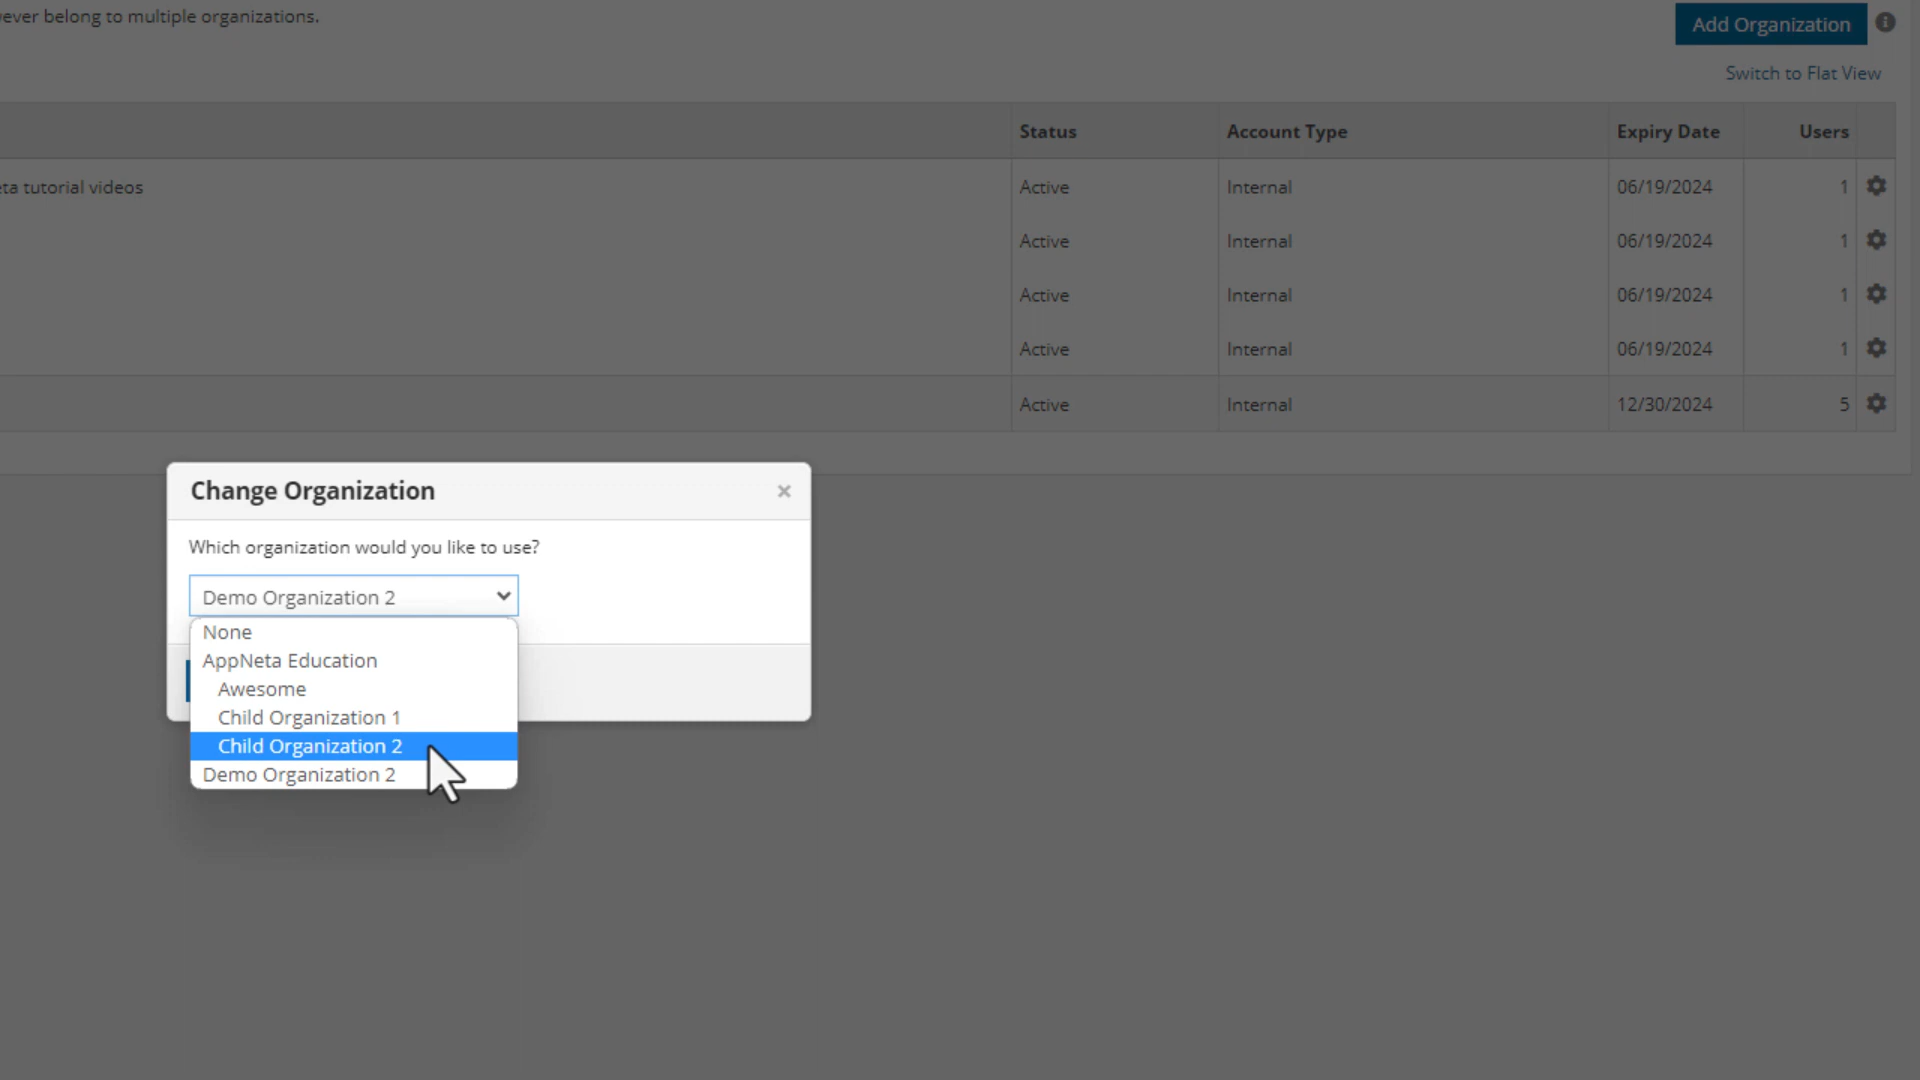 ever belong to multiple organizations.
Add Organization
Switch to Flat View
Status Account Type Expiry Date Users
ta tutorial videos Active Internal 06/19/2024 1
Active Internal 06/19/2024 1
Active Internal 06/19/2024 1
Active Internal 06/19/2024 1
Active Internal 12/30/2024 5
Change Organization ×
Which organization would you like to use?
Demo Organization 2
None
AppNeta Education
Awesome
Child Organization 1
Child Organization 2
Demo Organization 2